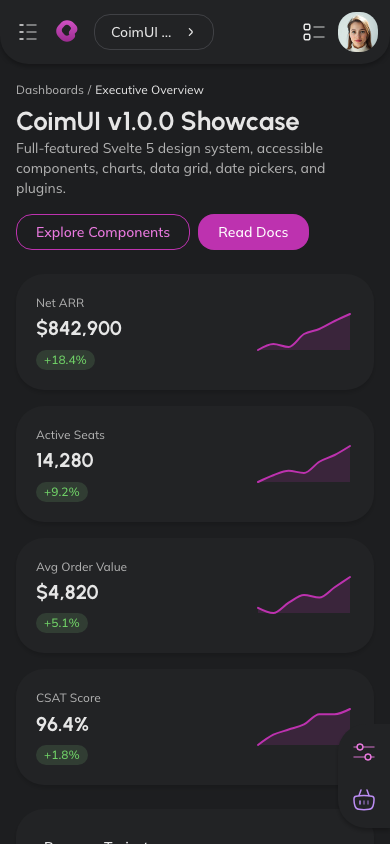 CoimUI ...
Dashboards / Executive Overview
CoimUI v1.0.0 Showcase
Full-featured Svelte 5 design system, accessible
components, charts, data grid, date pickers, and
plugins.
Explore Components
Read Docs
Net ARR
$842,900
+18.4%
Active Seats
14,280
+9.2%
Avg Order Value
$4,820
+5.1%
CSAT Score
96.4%
+1.8%